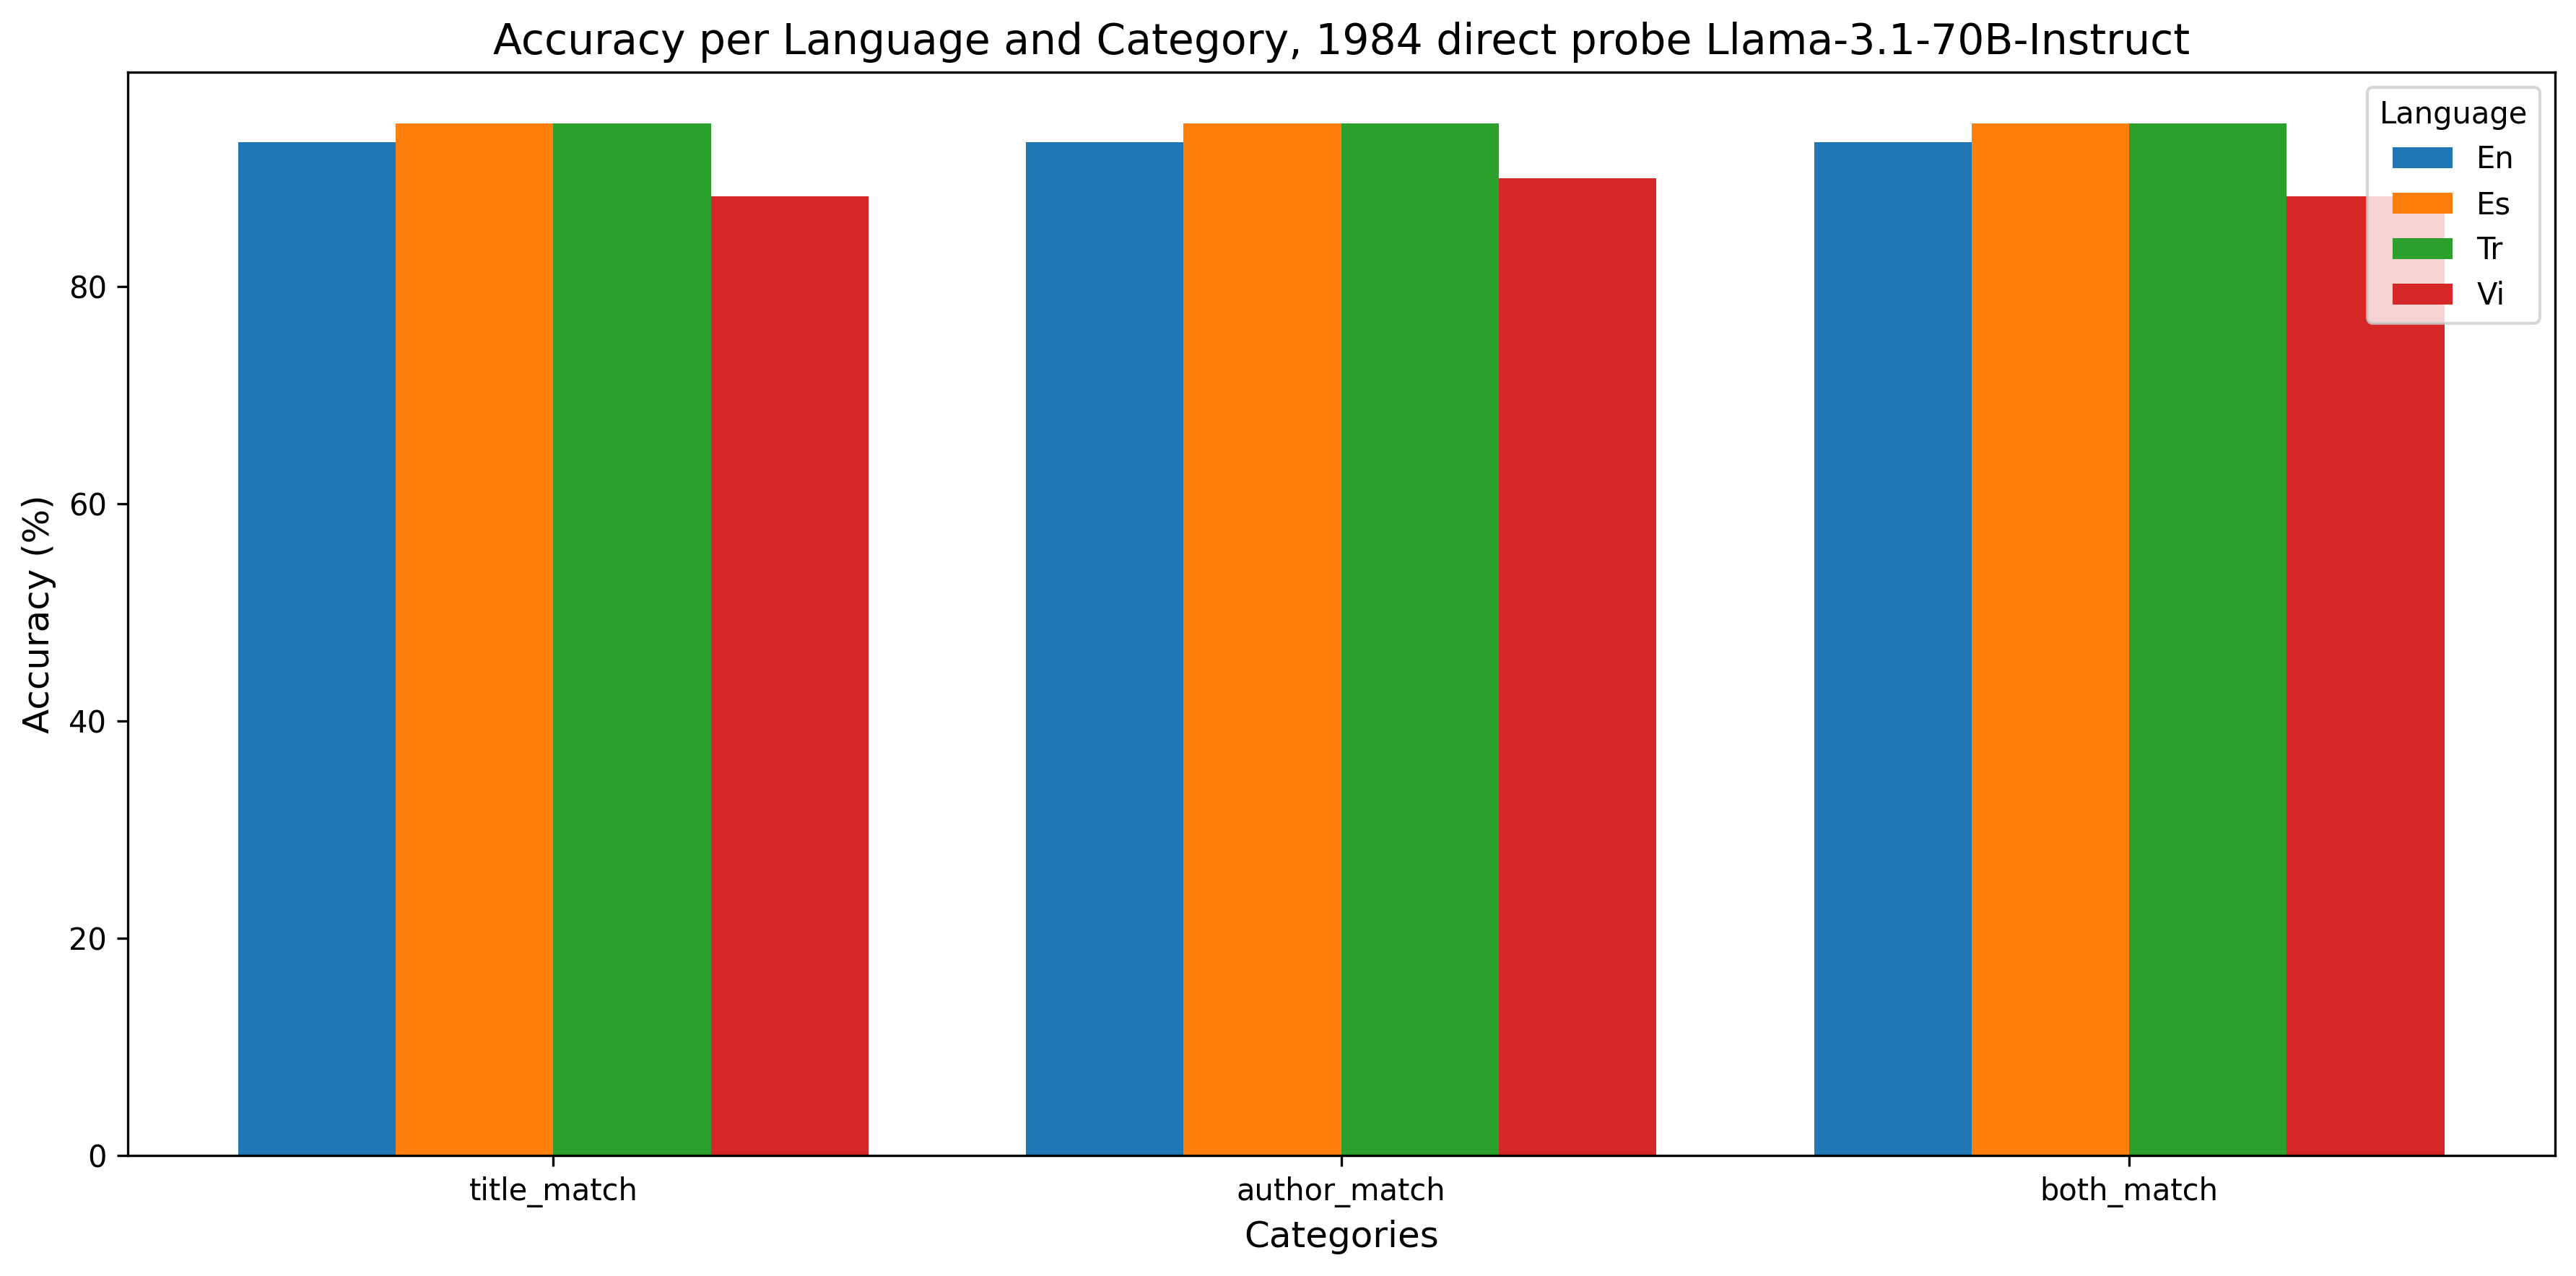 Accuracy per Language and Category, 1984 direct probe Llama-3.1-70B-Instruct
Language
En
Es
Tr
Vi
Accuracy (%)
80
60
40
20
0
title_match author_match both_match
Categories